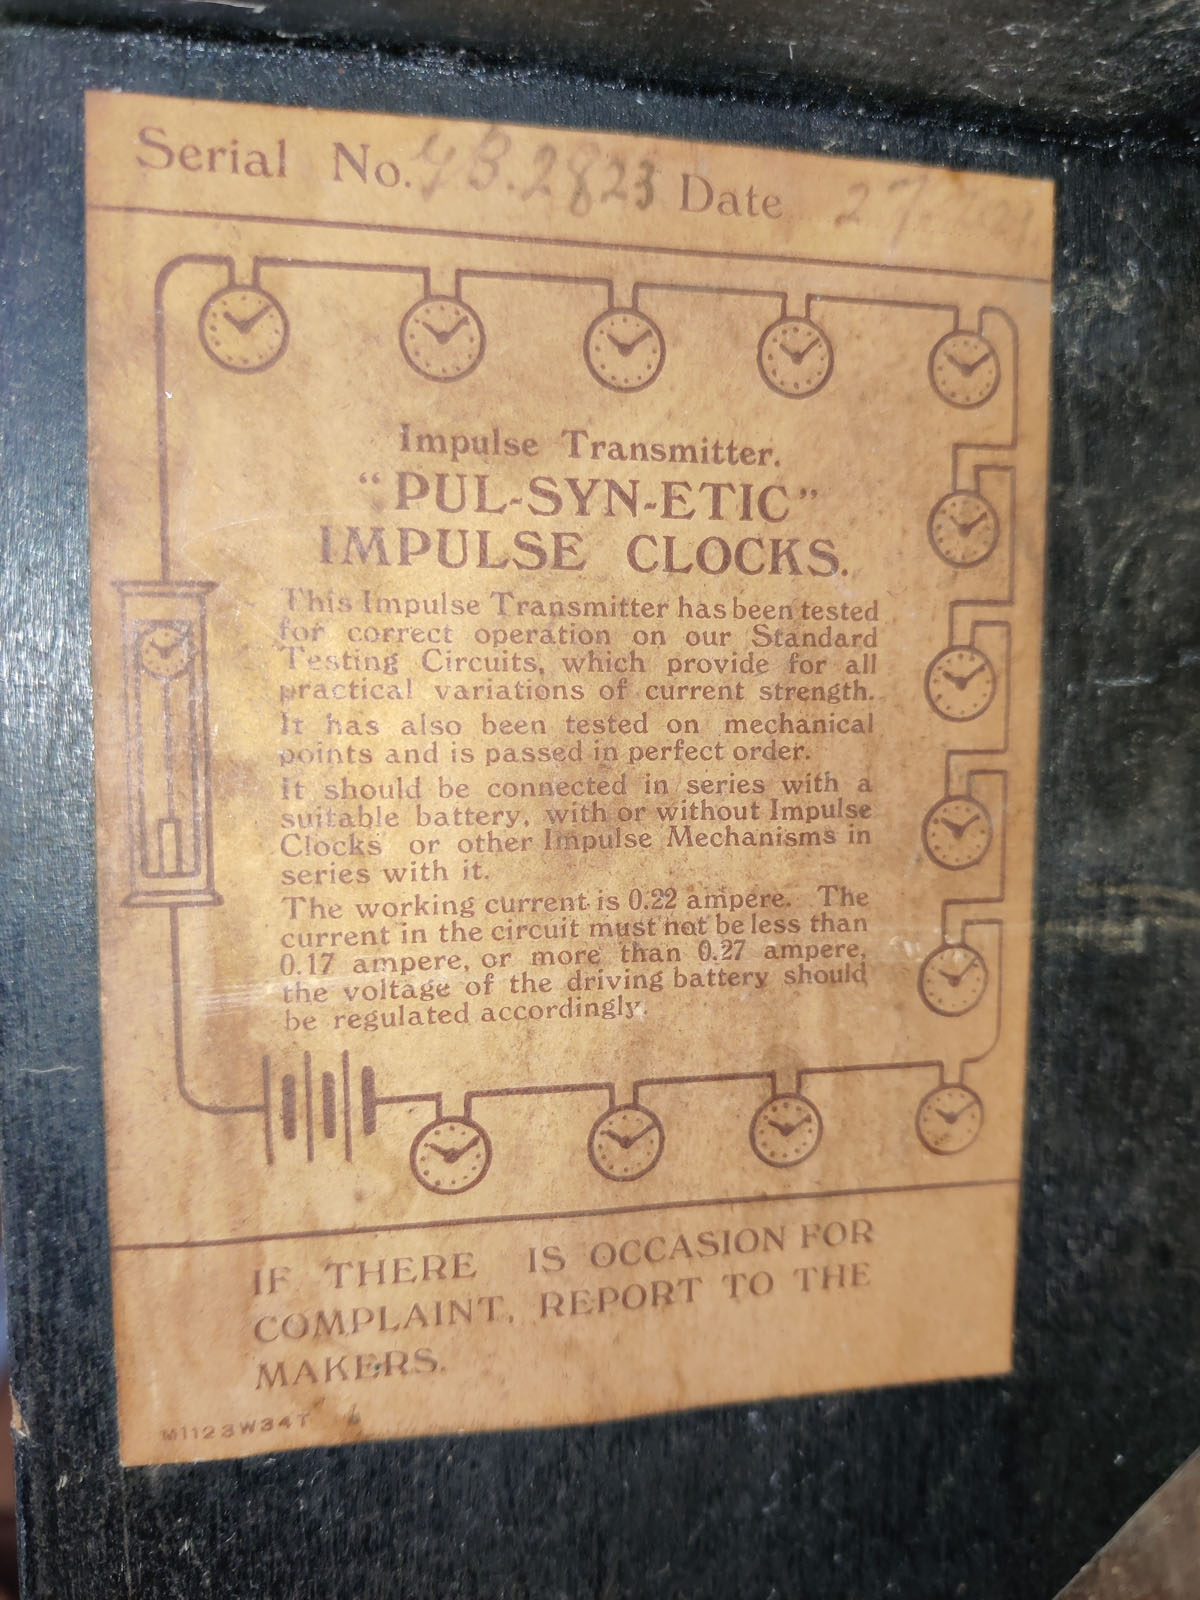 Serial No. 2823 Date 27
Impulse Transmitter.
“PUL-SYN-ETIC”
IMPULSE CLOCKS.
This Impulse Transmitter has been tested
for correct operation on our Standard
Testing Circuits, which provide for all
practical variations of current strength.
It has also been tested on mechanical
points and is passed in perfect order.
It should be connected in series with a
suitable battery, with or without Impulse
Clocks or other Impulse Mechanisms in
series with it.
The working current is 0.22 ampere. The
current in the circuit must not be less than
0.17 ampere, or more than 0.27 ampere,
the voltage of the driving battery should
be regulated accordingly.
IF THERE IS OCCASION FOR
COMPLAINT, REPORT TO THE
MAKERS.
M1123W34T